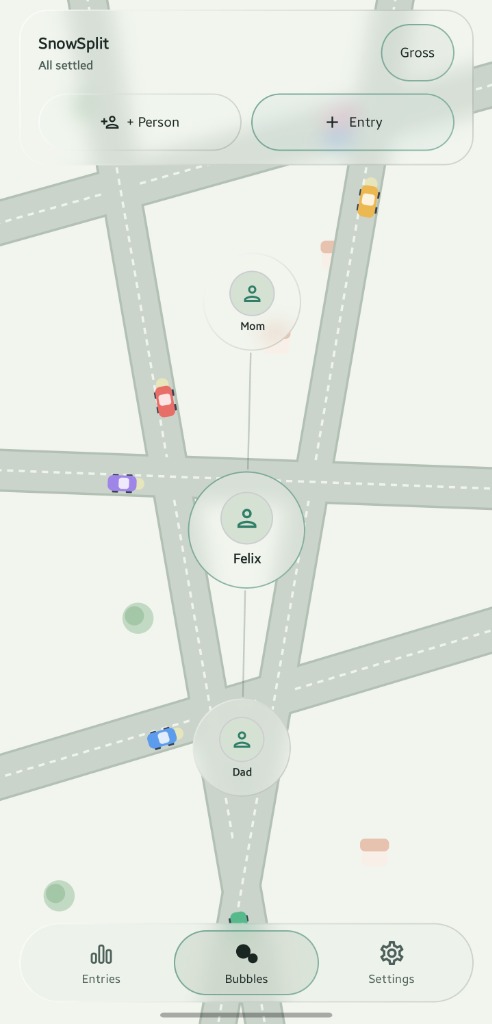 SnowSplit
All settled
Gross
+ Person
Entry
Mom
Felix
Dad
Entries
Bubbles
Settings